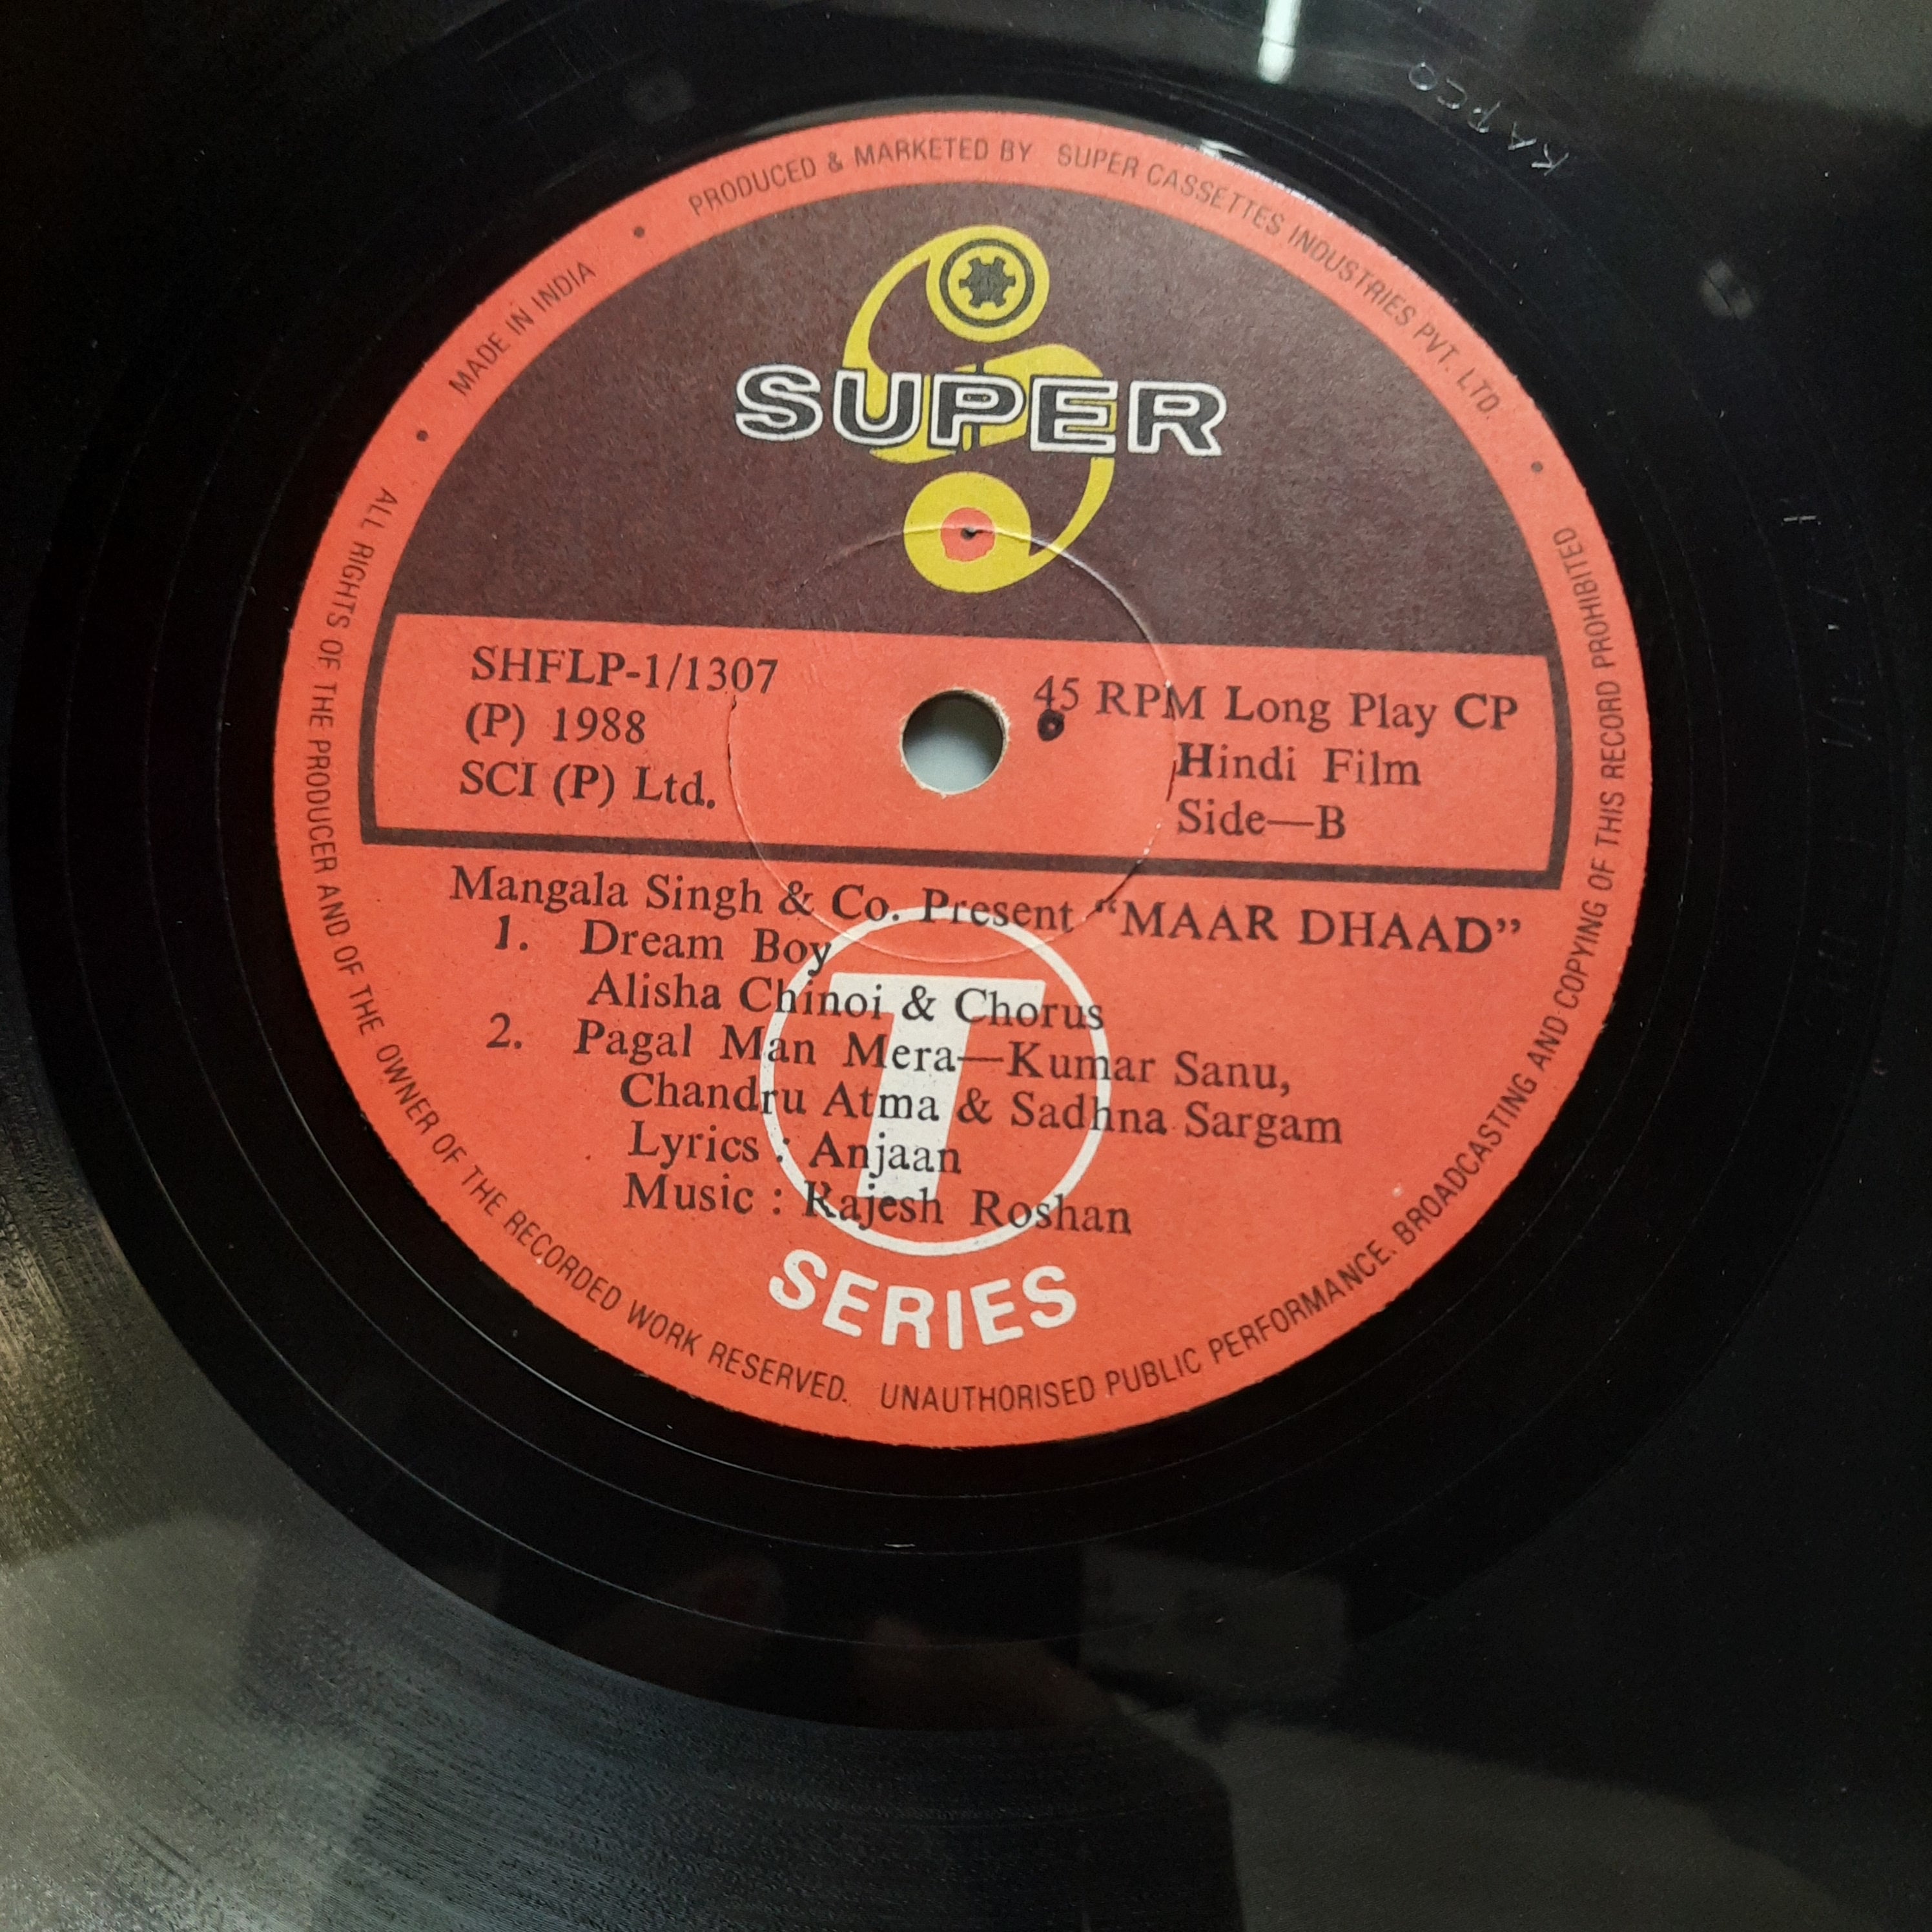 KAPCO
MADE IN INDIA • PRODUCED & MARKETED BY SUPER CASSETTES INDUSTRIES PVT. LTD. •
SUPER
SHFLP-1/1307
(P) 1988
SCI (P) Ltd.
45 RPM Long Play CP
Hindi Film
Side—B
Mangala Singh & Co. Present “MAAR DHAAD”
1. Dream Boy
Alisha Chinoi & Chorus
2. Pagal Man Mera—Kumar Sanu,
Chandru Atma & Sadhna Sargam
Lyrics : Anjaan
Music : Rajesh Roshan
T
SERIES
• ALL RIGHTS OF THE PRODUCER AND OF THE OWNER OF THE RECORDED WORK RESERVED. UNAUTHORISED PUBLIC PERFORMANCE. BROADCASTING AND COPYING OF THIS RECORD PROHIBITED